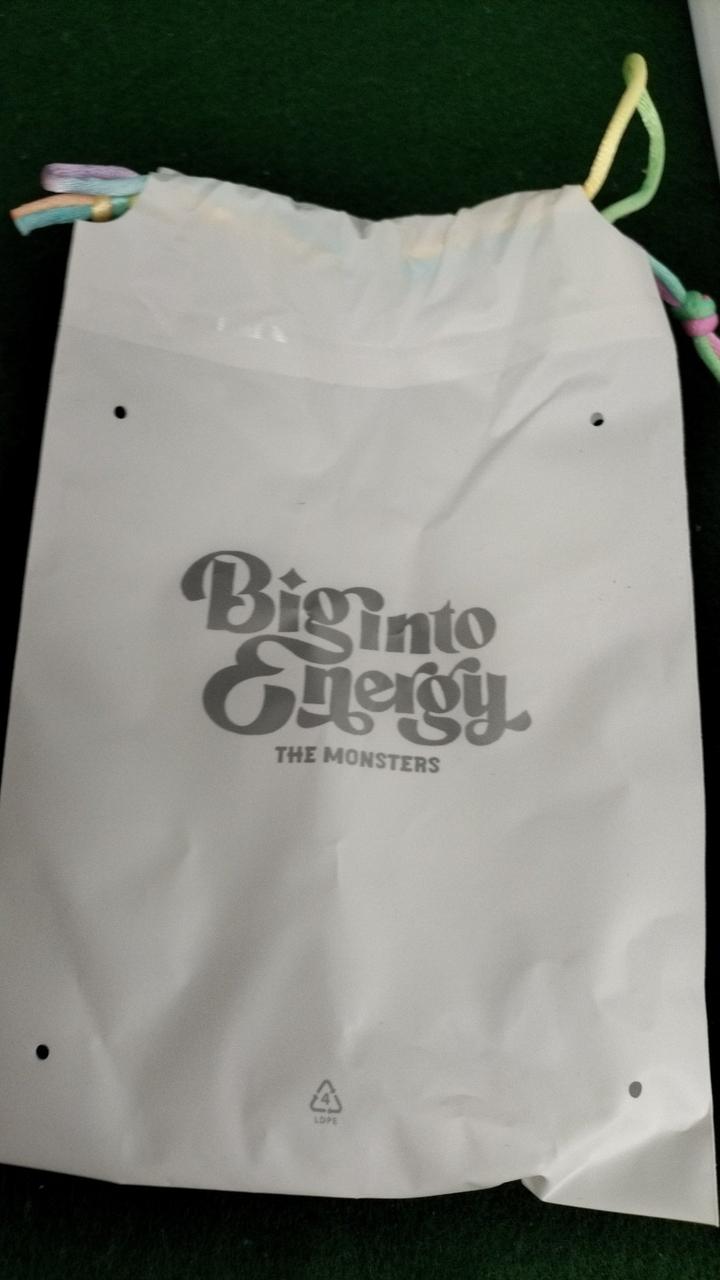 Big into
Energy
THE MONSTERS
4
LDPE